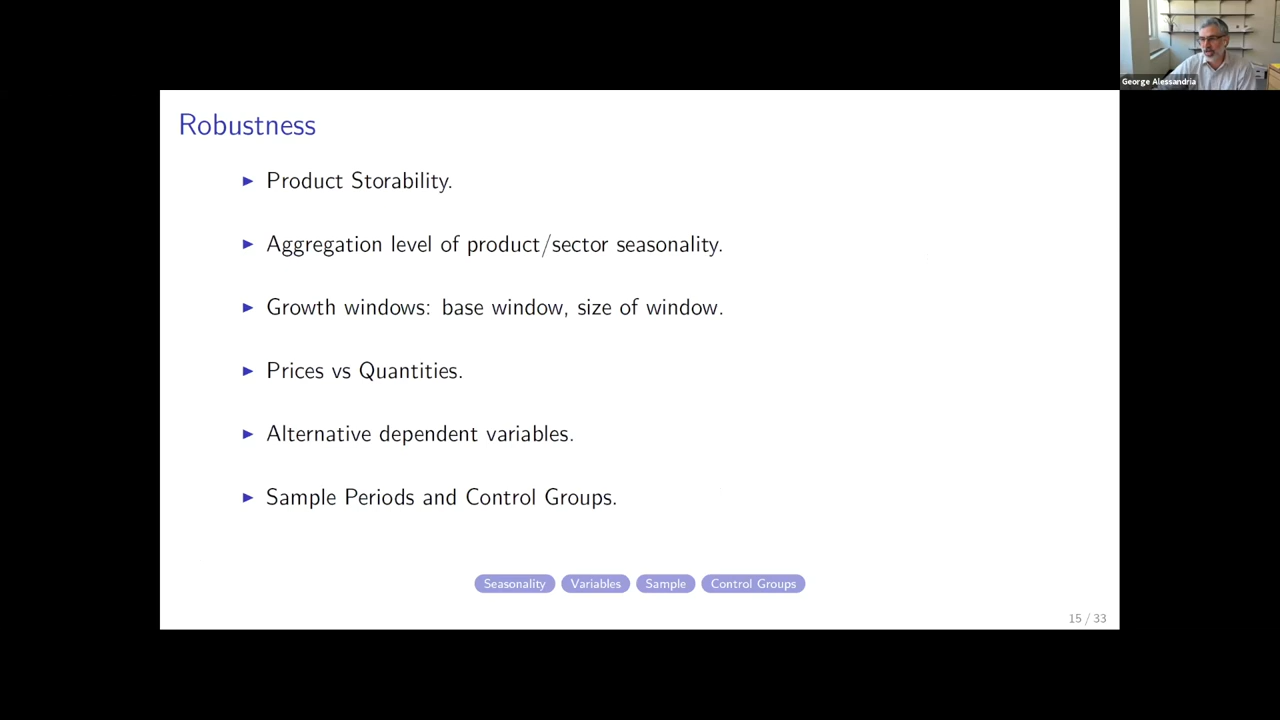 George Alessandria
Robustness
▶ Product Storability.
▶ Aggregation level of product/sector seasonality.
▶ Growth windows: base window, size of window.
▶ Prices vs Quantities.
▶ Alternative dependent variables.
▶ Sample Periods and Control Groups.
Seasonality Variables Sample Control Groups
15 / 33